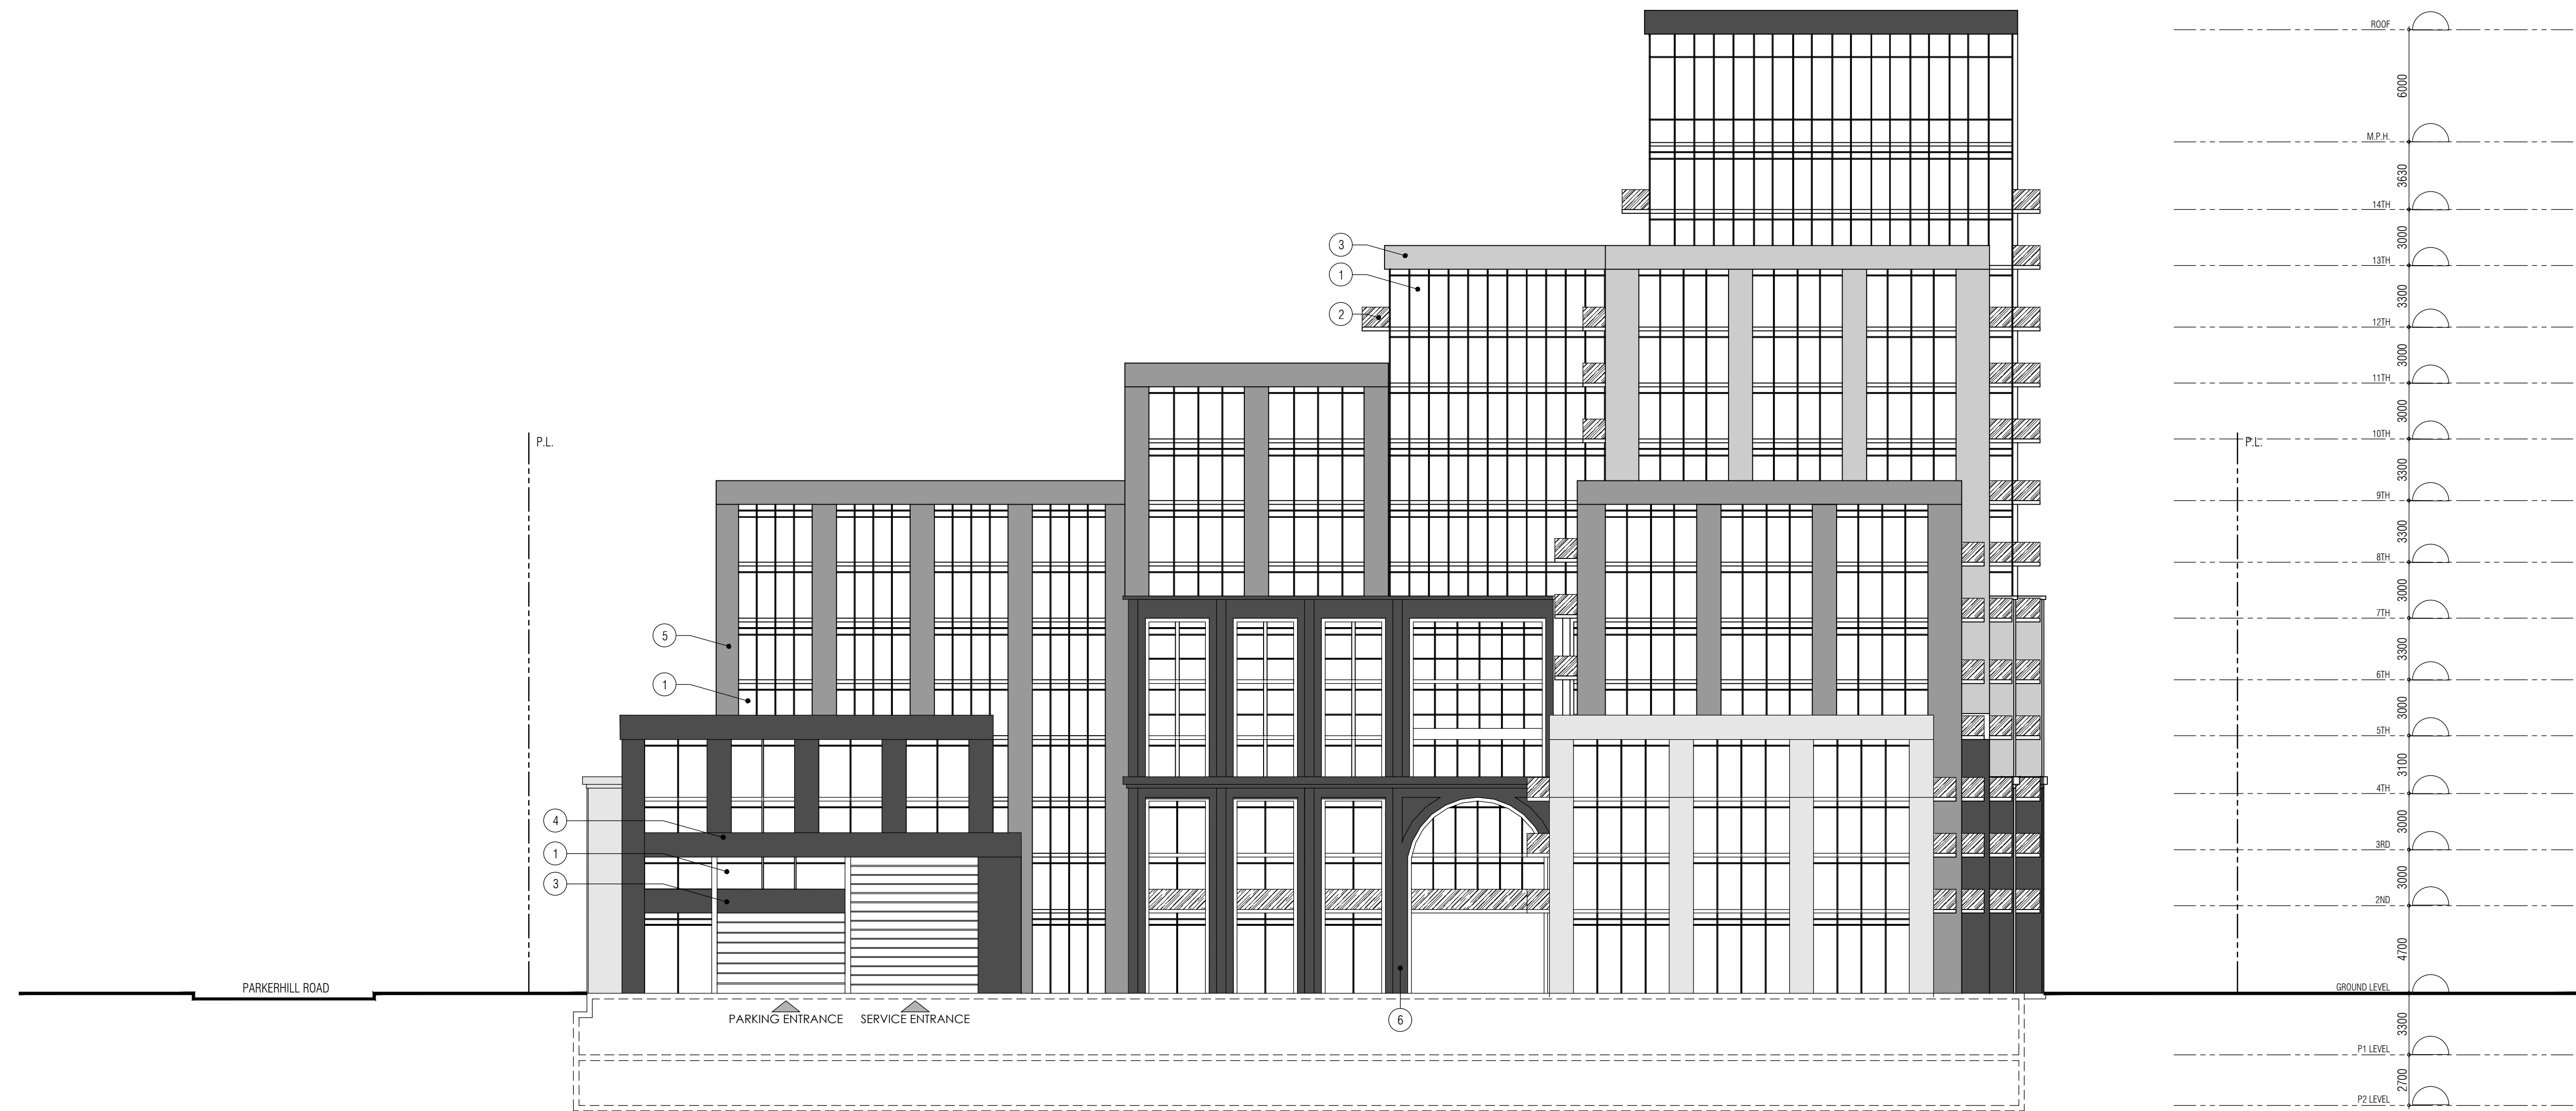 ROOF
6000
M.P.H.
3630
14TH
3000
3
13TH
1
3300
2
12TH
3000
11TH
3000
P.L.
10TH
P.L.
3300
9TH
3300
8TH
3000
7TH
5
3300
6TH
1
3000
5TH
3100
4TH
4
3000
3RD
1
3000
3
2ND
4700
PARKERHILL ROAD
GROUND LEVEL
PARKING ENTRANCE
SERVICE ENTRANCE
6
3300
P1 LEVEL
2700
P2 LEVEL